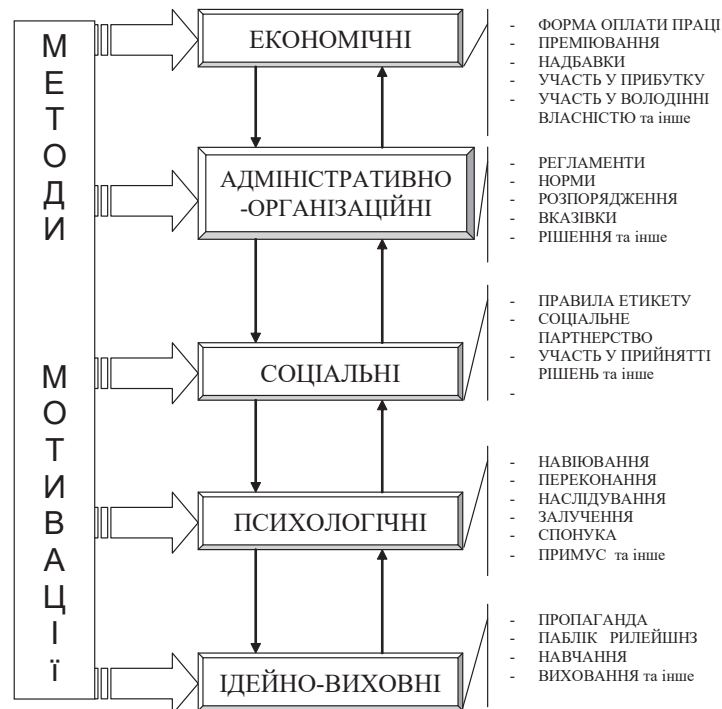 МЕТОДИ МОТИВАЦІЇ
ЕКОНОМІЧНІ
- ФОРМА ОПЛАТИ ПРАЦІ
- ПРЕМІЮВАННЯ
- НАДБАВКИ
- УЧАСТЬ У ПРИБУТКУ
- УЧАСТЬ У ВОЛОДІННІ
ВЛАСНІСТЮ та інше
АДМІНІСТРАТИВНО
-ОРГАНІЗАЦІЙНІ
- РЕГЛАМЕНТИ
- НОРМИ
- РОЗПОРЯДЖЕННЯ
- ВКАЗІВКИ
- РІШЕННЯ та інше
СОЦІАЛЬНІ
- ПРАВИЛА ЕТИКЕТУ
- СОЦІАЛЬНЕ
ПАРТНЕРСТВО
- УЧАСТЬ У ПРИЙНЯТТІ
РІШЕНЬ та інше
-
ПСИХОЛОГІЧНІ
- НАВІЮВАННЯ
- ПЕРЕКОНАННЯ
- НАСЛІДУВАННЯ
- ЗАЛУЧЕННЯ
- СПОНУКА
- ПРИМУС та інше
ІДЕЙНО-ВИХОВНІ
- ПРОПАГАНДА
- ПАБЛІК РИЛЕЙШНЗ
- НАВЧАННЯ
- ВИХОВАННЯ та інше